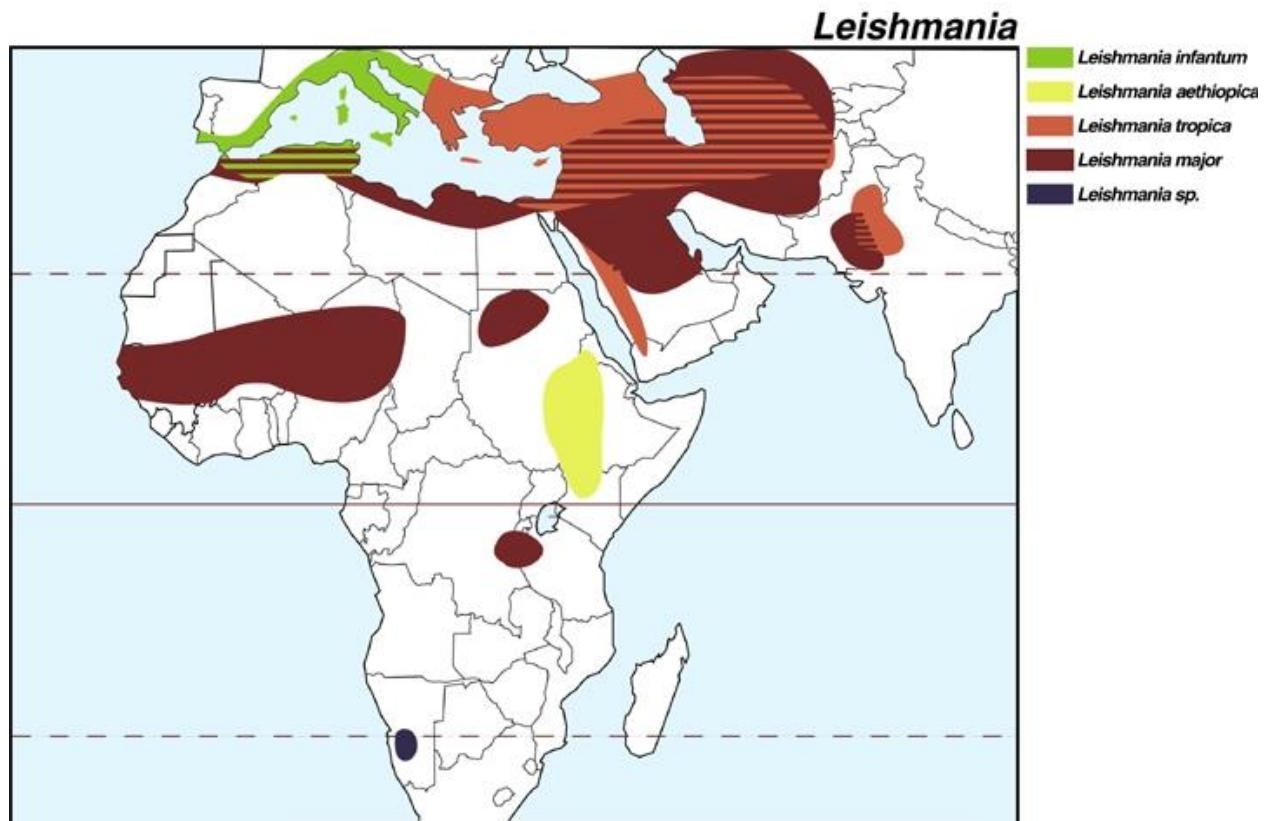 Leishmania
Leishmania infantum
Leishmania aethiopica
Leishmania tropica
Leishmania major
Leishmania sp.